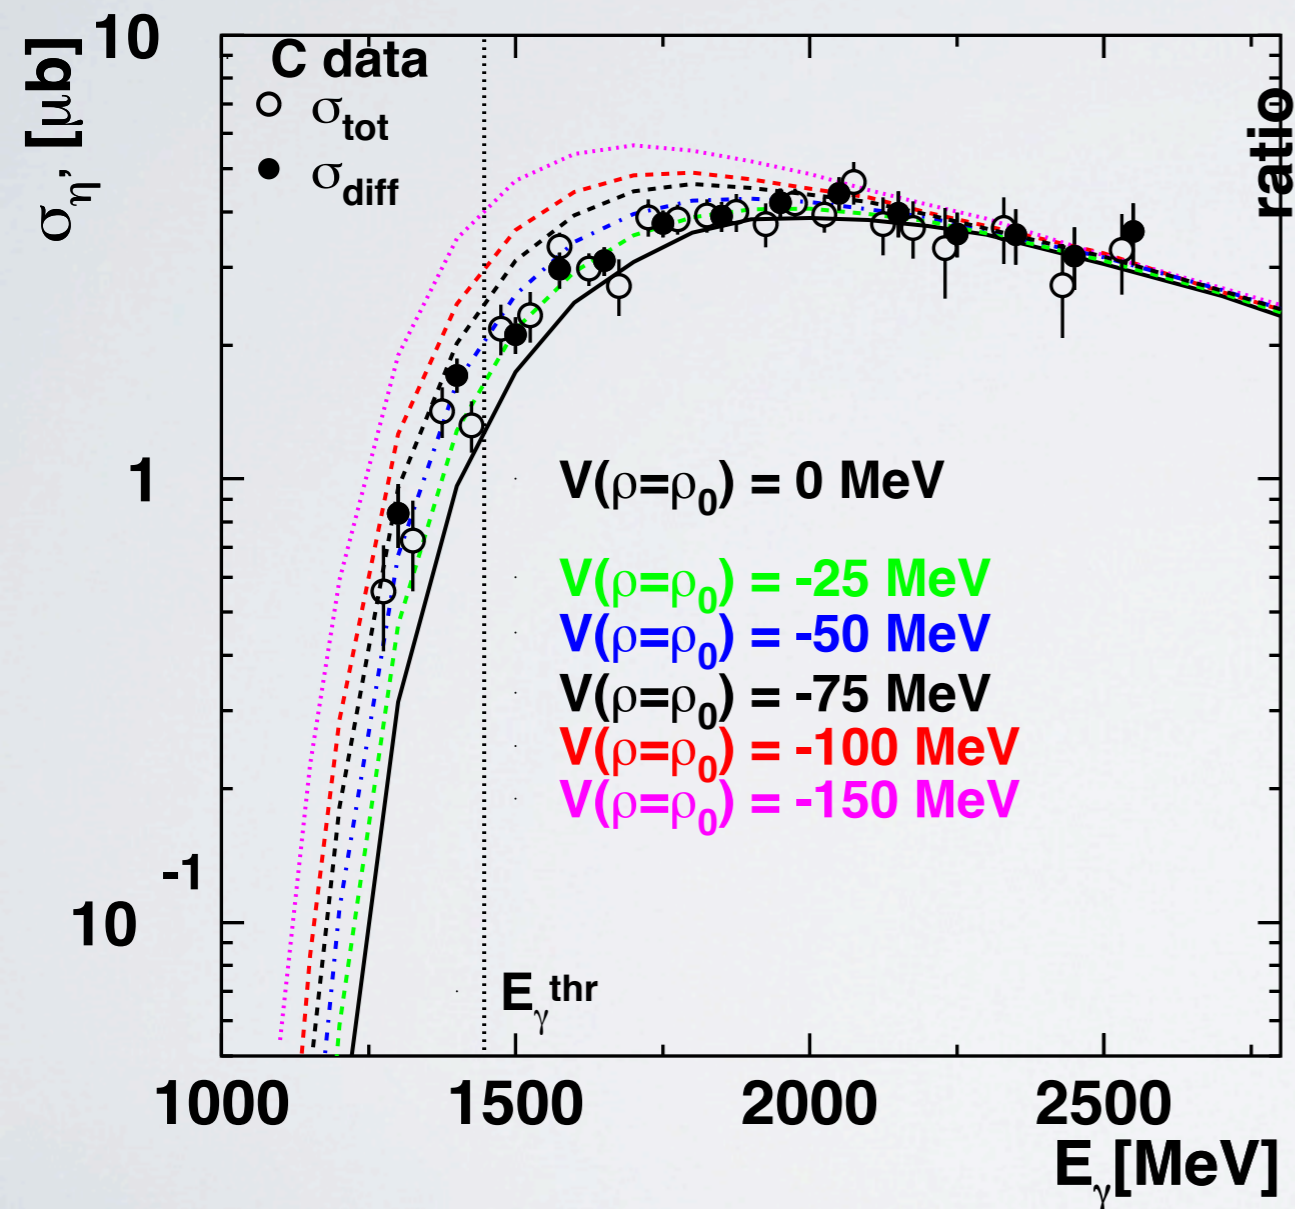 10
σ_η', [μb]
C data
σ_tot
σ_diff
ratio
1
V(ρ=ρ_0) = 0 MeV
V(ρ=ρ_0) = -25 MeV
V(ρ=ρ_0) = -50 MeV
V(ρ=ρ_0) = -75 MeV
V(ρ=ρ_0) = -100 MeV
V(ρ=ρ_0) = -150 MeV
10^-1
E_γ^thr
1000 1500 2000 2500
E_γ[MeV]